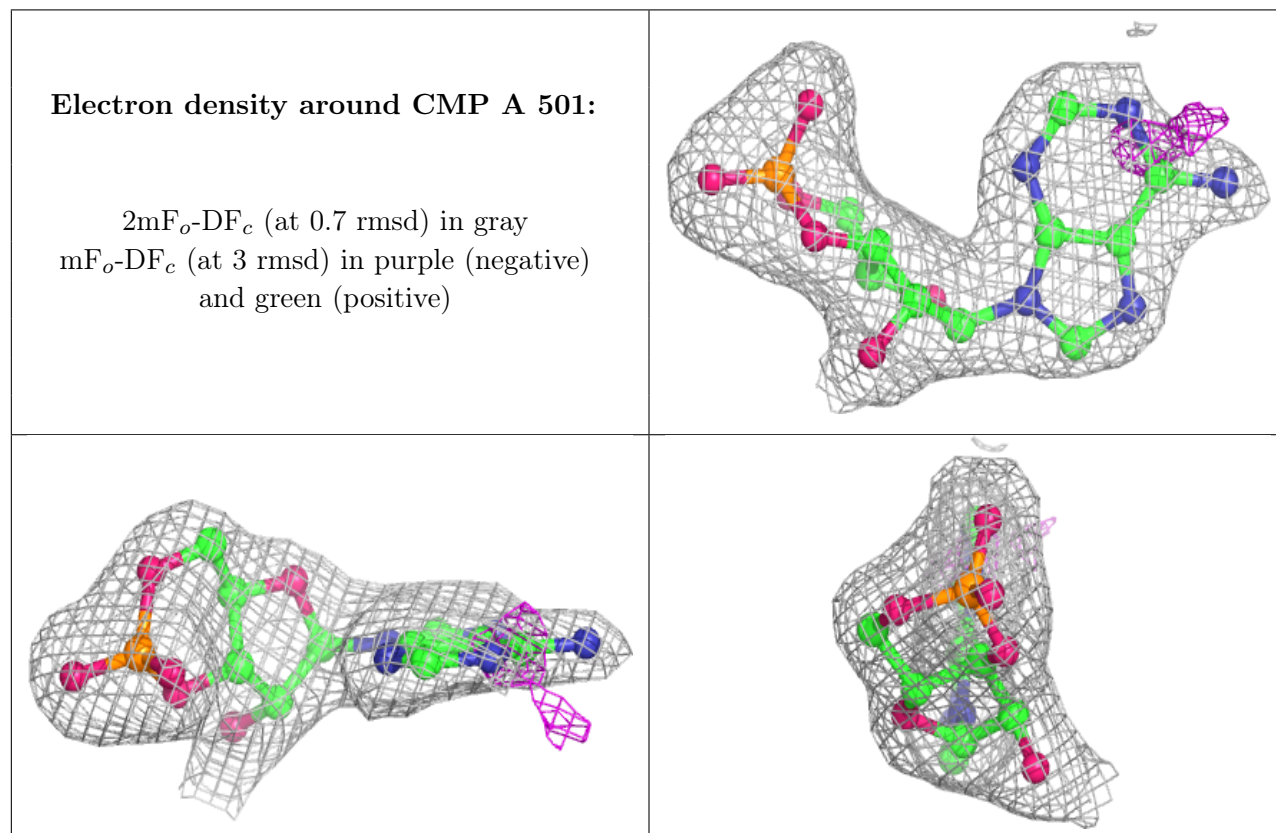 Electron density around CMP A 501:
2mFo-DFc (at 0.7 rmsd) in gray
mFo-DFc (at 3 rmsd) in purple (negative)
and green (positive)